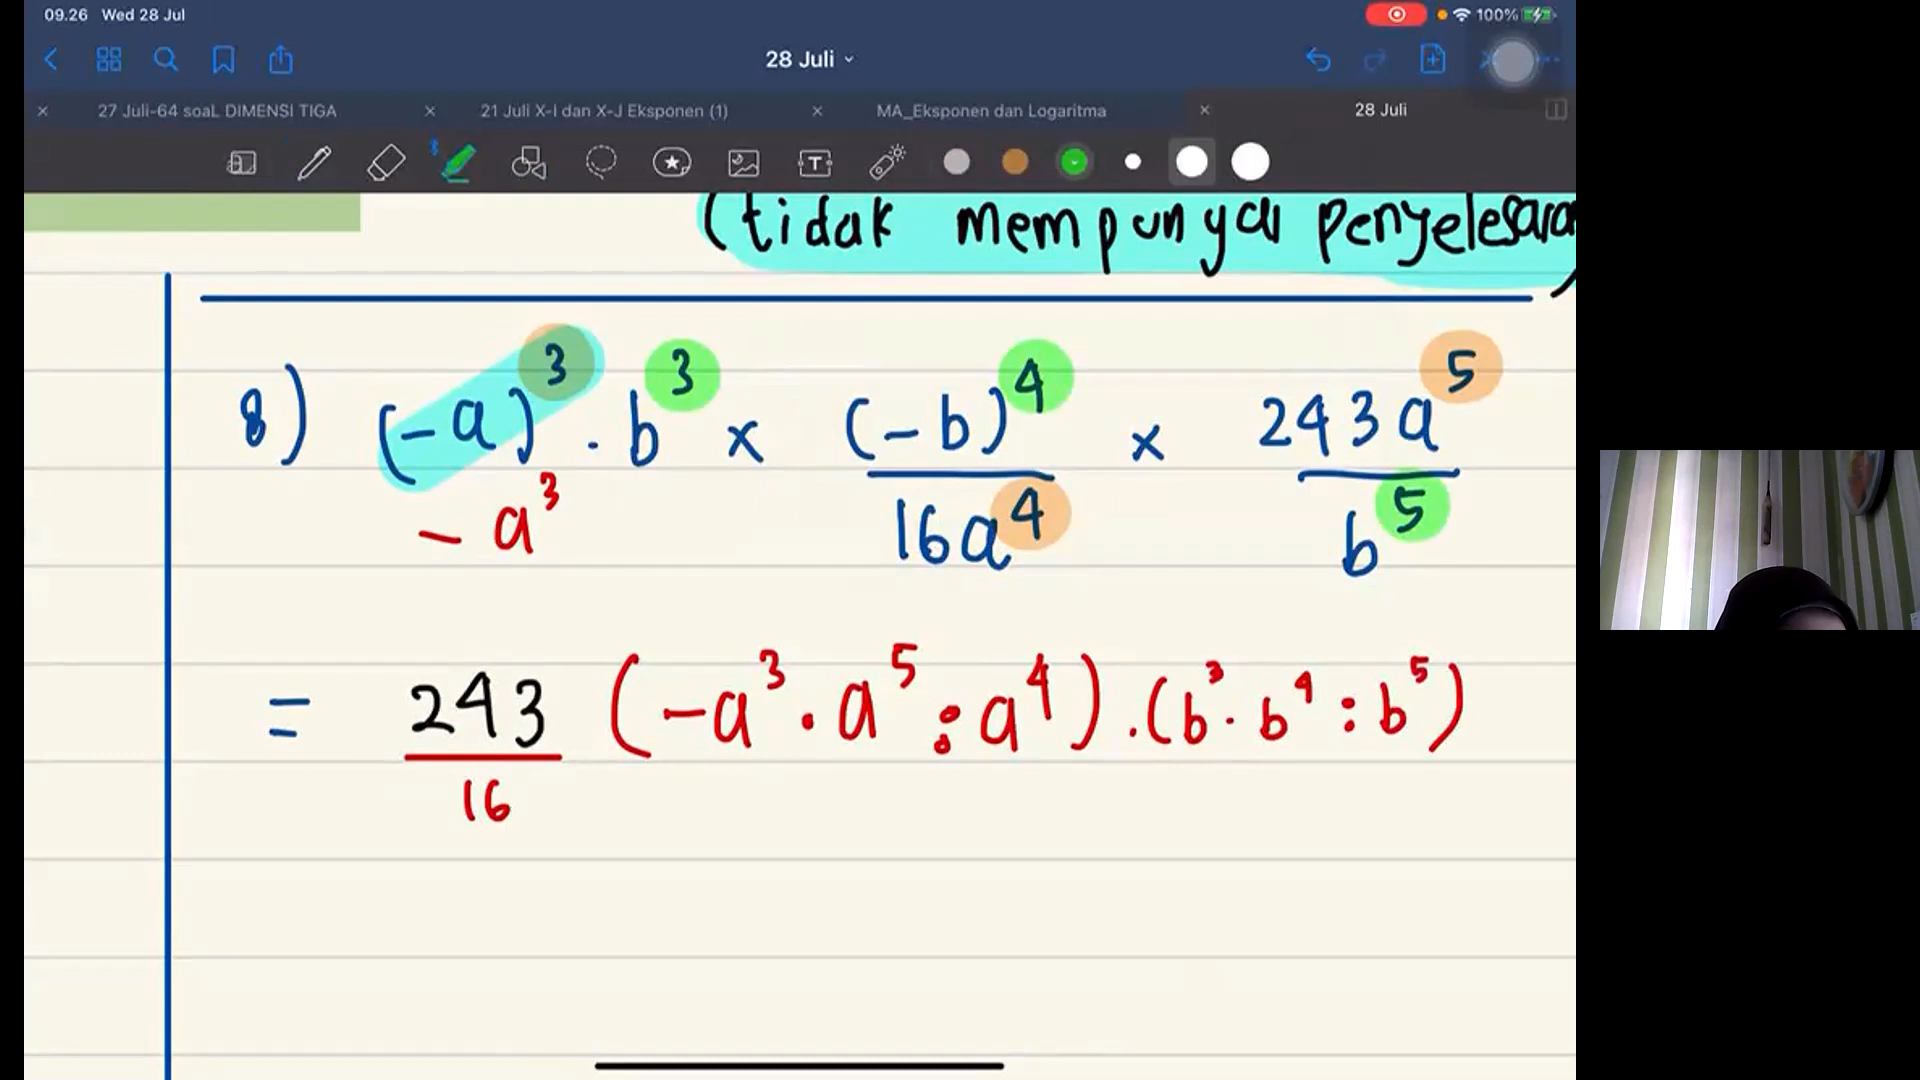 09.26 Wed 28 Jul
100%
28 Juli
27 Juli-64 soaL DIMENSI TIGA
21 Juli X-I dan X-J Eksponen (1)
MA_Eksponen dan Logaritma
28 Juli
(tidak mempunyai penyelesaian)
8) (-a)³ . b³ x (-b)⁴/16a⁴ x 243a⁵/b⁵
-a³
= 243/16 (-a³ . a⁵ : a⁴) . (b³ . b⁴ : b⁵)